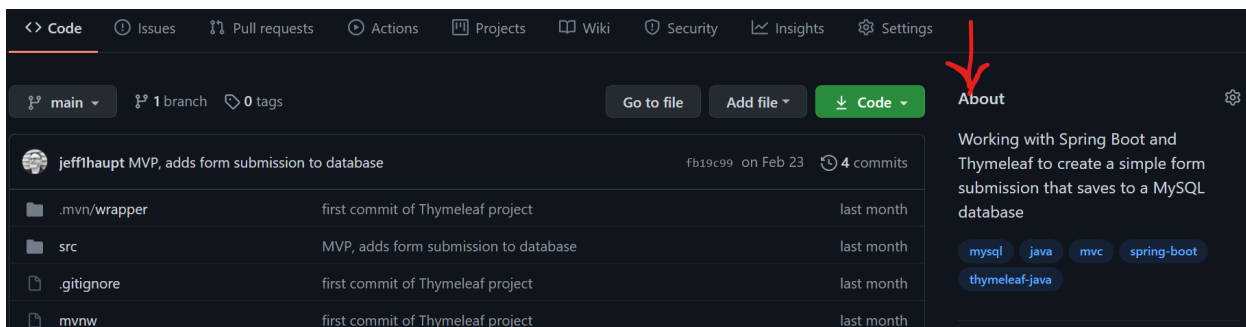 <> Code Issues Pull requests Actions Projects Wiki Security Insights Settings
main 1 branch 0 tags Go to file Add file Code
jeff1haupt MVP, adds form submission to database fb19c99 on Feb 23 4 commits
.mvn/wrapper first commit of Thymeleaf project last month
src MVP, adds form submission to database last month
.gitignore first commit of Thymeleaf project last month
mvnw first commit of Thymeleaf project last month
About
Working with Spring Boot and
Thymeleaf to create a simple form
submission that saves to a MySQL
database
mysql java mvc spring-boot
thymeleaf-java